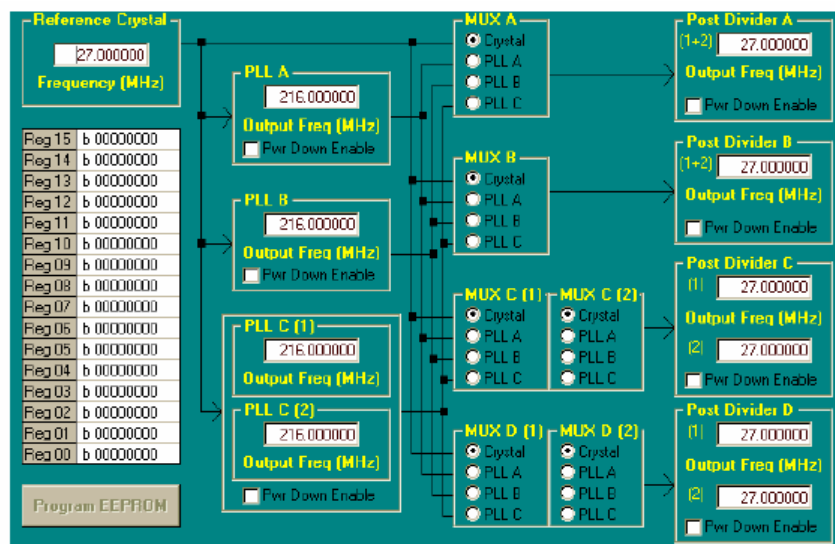 Reference Crystal
27.000000
Frequency (MHz)
Reg 15 b 00000000
Reg 14 b 00000000
Reg 13 b 00000000
Reg 12 b 00000000
Reg 11 b 00000000
Reg 10 b 00000000
Reg 09 b 00000000
Reg 08 b 00000000
Reg 07 b 00000000
Reg 06 b 00000000
Reg 05 b 00000000
Reg 04 b 00000000
Reg 03 b 00000000
Reg 02 b 00000000
Reg 01 b 00000000
Reg 00 b 00000000
Program EEPROM
PLL A
216.000000
Output Freq (MHz)
Pwr Down Enable
PLL B
216.000000
Output Freq (MHz)
Pwr Down Enable
PLL C (1)
216.000000
Output Freq (MHz)
PLL C (2)
216.000000
Output Freq (MHz)
Pwr Down Enable
MUX A
Crystal
PLL A
PLL B
PLL C
MUX B
Crystal
PLL A
PLL B
PLL C
MUX C (1)
Crystal
PLL A
PLL B
PLL C
MUX C (2)
Crystal
PLL A
PLL B
PLL C
MUX D (1)
Crystal
PLL A
PLL B
PLL C
MUX D (2)
Crystal
PLL A
PLL B
PLL C
Post Divider A
(1+2) 27.000000
Output Freq (MHz)
Pwr Down Enable
Post Divider B
(1+2) 27.000000
Output Freq (MHz)
Pwr Down Enable
Post Divider C
(1) 27.000000
Output Freq (MHz)
(2) 27.000000
Pwr Down Enable
Post Divider D
(1) 27.000000
Output Freq (MHz)
(2) 27.000000
Pwr Down Enable